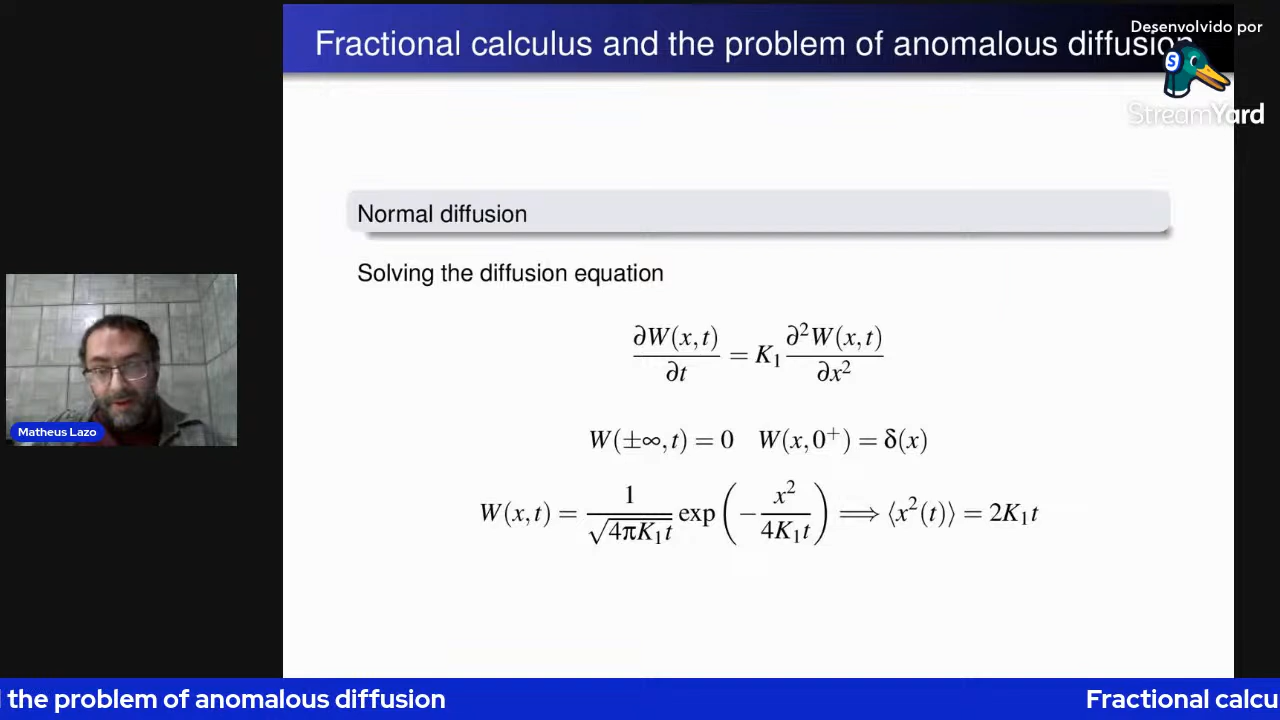 Fractional calculus and the problem of anomalous diffusion
Desenvolvido por
StreamYard
Normal diffusion
Solving the diffusion equation
∂W(x,t)/∂t = K₁ ∂²W(x,t)/∂x²
W(±∞,t) = 0   W(x,0⁺) = δ(x)
W(x,t) = 1/√(4πK₁t) exp(−x²/(4K₁t)) ⟹ ⟨x²(t)⟩ = 2K₁t
Matheus Lazo
the problem of anomalous diffusion
Fractional calcu